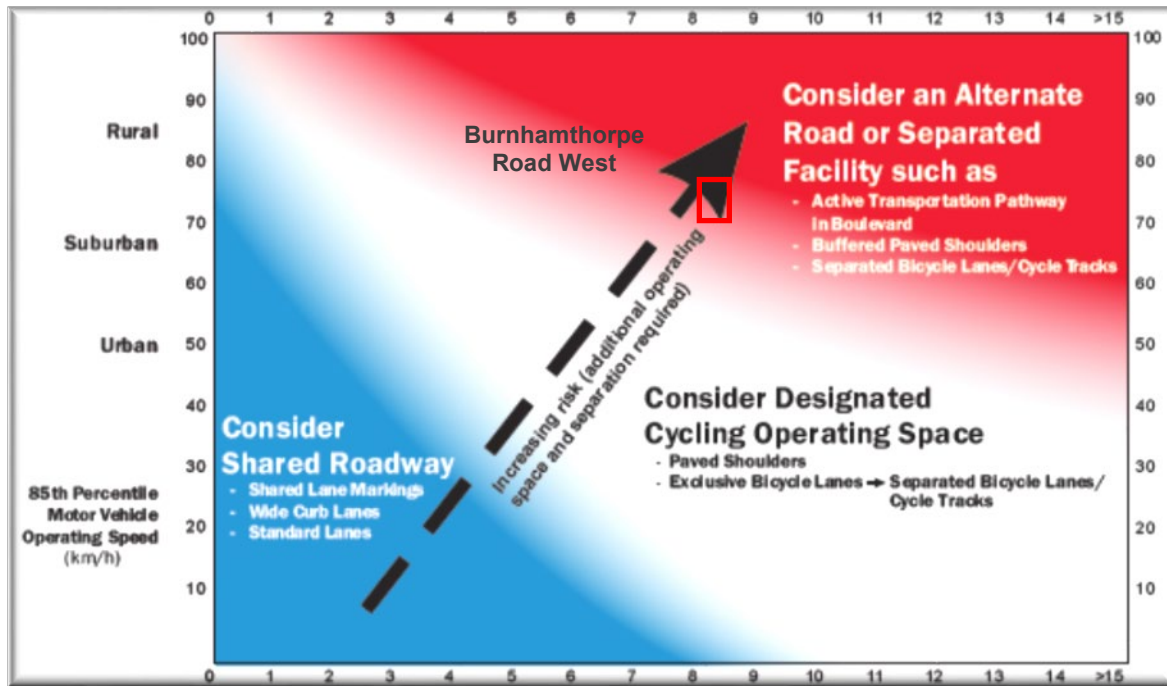 0 1 2 3 4 5 6 7 8 9 10 11 12 13 14 >15
100 100
90 90
80 80
70 70
60 60
50 50
40 40
30 30
20 20
10 10
Rural
Suburban
Urban
85th Percentile
Motor Vehicle
Operating Speed
(km/h)
Burnhamthorpe
Road West
Consider an Alternate
Road or Separated
Facility such as
- Active Transportation Pathway
In Boulevard
- Buffered Paved Shoulders
- Separated Bicycle Lanes/Cycle Tracks
Increasing risk (additional operating
space and separation required)
Consider
Shared Roadway
- Shared Lane Markings
- Wide Curb Lanes
- Standard Lanes
Consider Designated
Cycling Operating Space
- Paved Shoulders
- Exclusive Bicycle Lanes → Separated Bicycle Lanes/
Cycle Tracks
0 1 2 3 4 5 6 7 8 9 10 11 12 13 14 >15